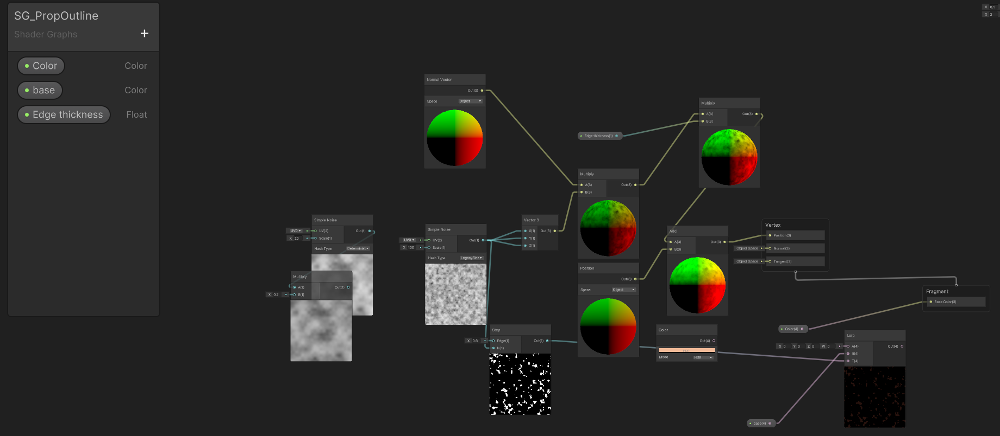 SG_PropOutline
Shader Graphs
+
Color Color
base Color
Edge thickness Float
X 0.1
X 2
Normal Vector
Out(3)
Space Object
Multiply
A(3) Out(3)
B(3)
Edge thickness(1)
Multiply
A(3) Out(3)
B(3)
Simple Noise
UV0 UV(2) Out(1)
X 20 Scale(1)
Hash Type Determinist
Multiply
A(1) Out(1)
X 0.7 B(1)
Simple Noise
UV0 UV(2) Out(1)
X 100 Scale(1)
Hash Type LegacySine
Vector 3
X(1) Out(3)
Y(1)
Z(1)
Position
Out(3)
Space Object
Add
A(3) Out(3)
B(3)
Vertex
Position(3)
Object Space Normal(3)
Object Space Tangent(3)
Fragment
Base Color(3)
Step
X 0.6 Edge(1) Out(1)
In(1)
Color
Out(4)
HDR
Mode HDR
Color(4)
Lerp
X 0 Y 0 Z 0 W 0 A(4) Out(4)
B(4)
T(4)
base(4)